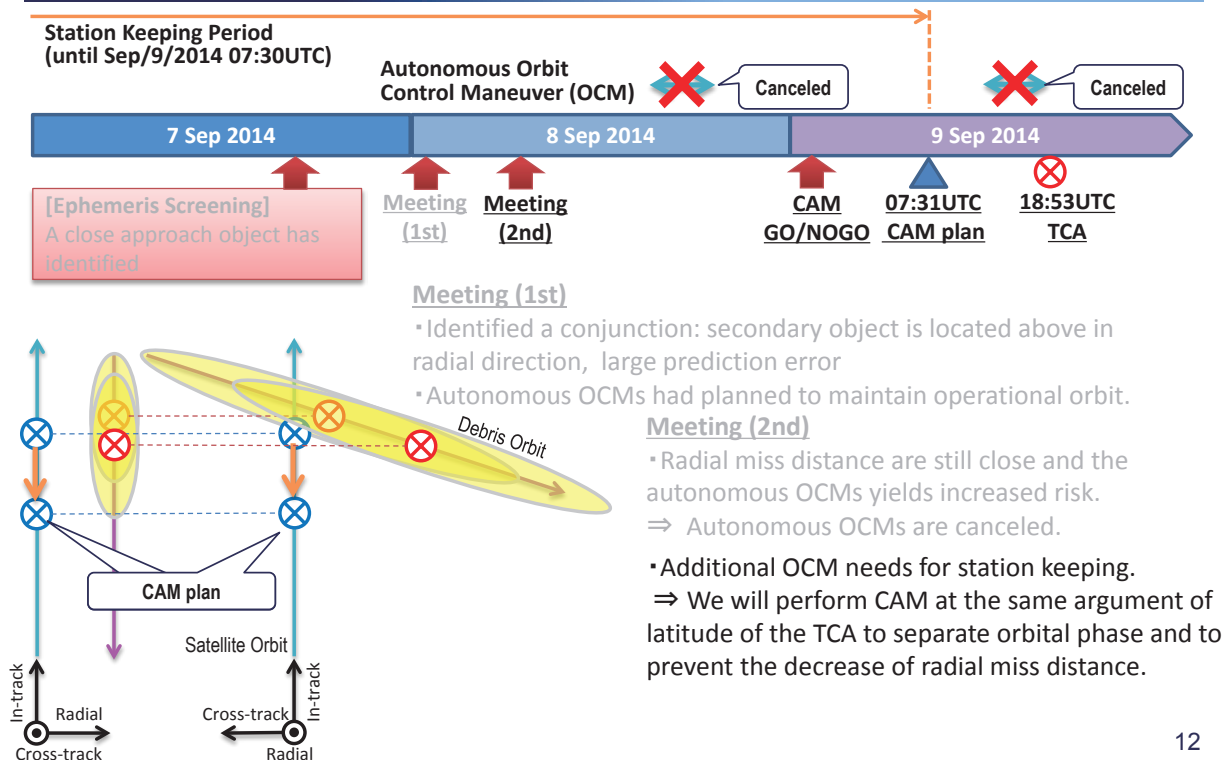 Station Keeping Period
(until Sep/9/2014 07:30UTC)
Autonomous Orbit
Control Maneuver (OCM)
Canceled
Canceled
7 Sep 2014
8 Sep 2014
9 Sep 2014
[Ephemeris Screening]
A close approach object has
identified
Meeting
(1st)
Meeting
(2nd)
CAM
GO/NOGO
07:31UTC
CAM plan
18:53UTC
TCA
Meeting (1st)
・Identified a conjunction: secondary object is located above in
radial direction, large prediction error
・Autonomous OCMs had planned to maintain operational orbit.
Meeting (2nd)
・Radial miss distance are still close and the
autonomous OCMs yields increased risk.
⇒ Autonomous OCMs are canceled.
・Additional OCM needs for station keeping.
⇒ We will perform CAM at the same argument of
latitude of the TCA to separate orbital phase and to
prevent the decrease of radial miss distance.
Debris Orbit
CAM plan
Satellite Orbit
In-track
Radial
Cross-track
In-track
Cross-track
Radial
12